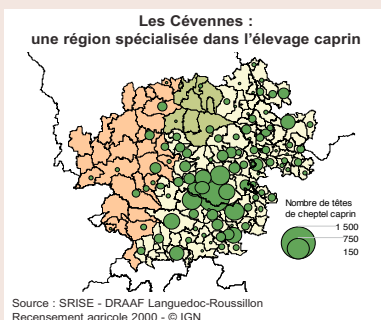 Les Cévennes :
une région spécialisée dans l'élevage caprin
Nombre de têtes
de cheptel caprin
1 500
750
150
Source : SRISE - DRAAF Languedoc-Roussillon
Recensement agricole 2000 - © IGN